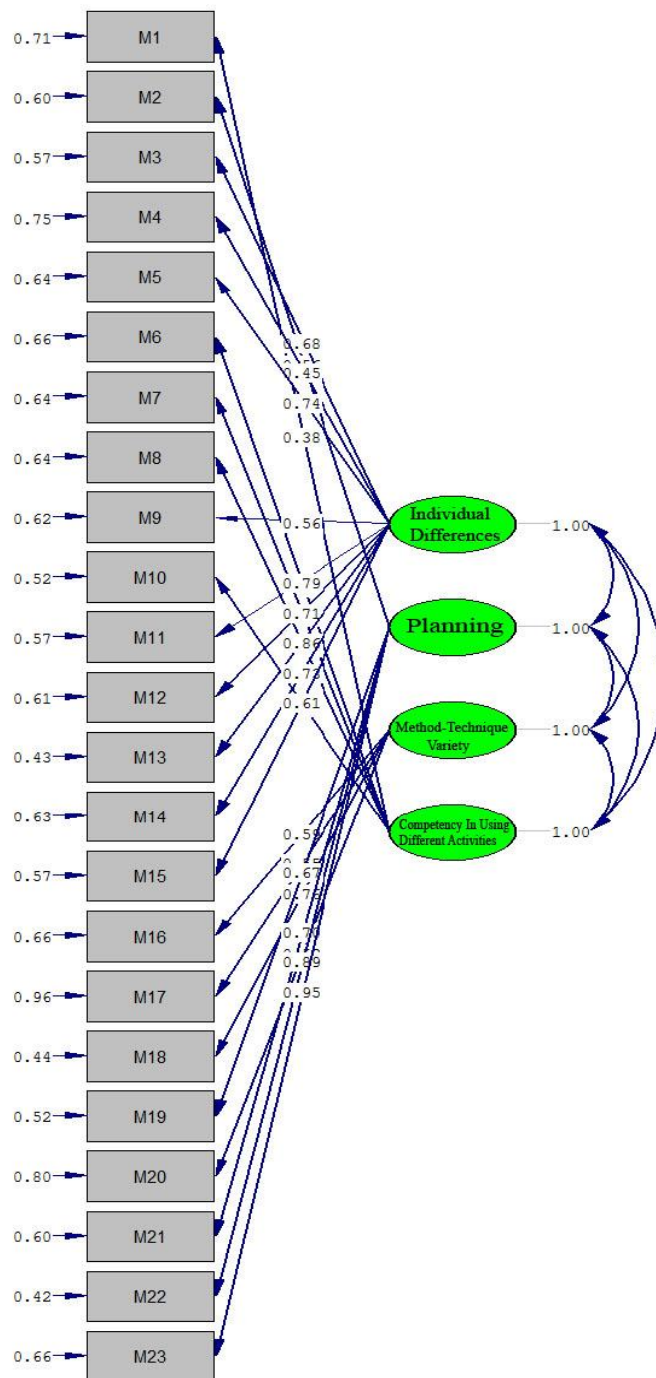 0.71 M1
0.60 M2
0.57 M3
0.75 M4
0.64 M5
0.66 M6
0.64 M7
0.64 M8
0.62 M9
0.52 M10
0.57 M11
0.61 M12
0.43 M13
0.63 M14
0.57 M15
0.66 M16
0.96 M17
0.44 M18
0.52 M19
0.80 M20
0.60 M21
0.42 M22
0.66 M23
0.68
0.45
0.74
0.38
0.56
0.79
0.71
0.86
0.73
0.61
0.59
0.67
0.70
0.89
0.95
Individual
Differences
1.00
Planning
1.00
Method-Technique
Variety
1.00
Competency In Using
Different Activities
1.00